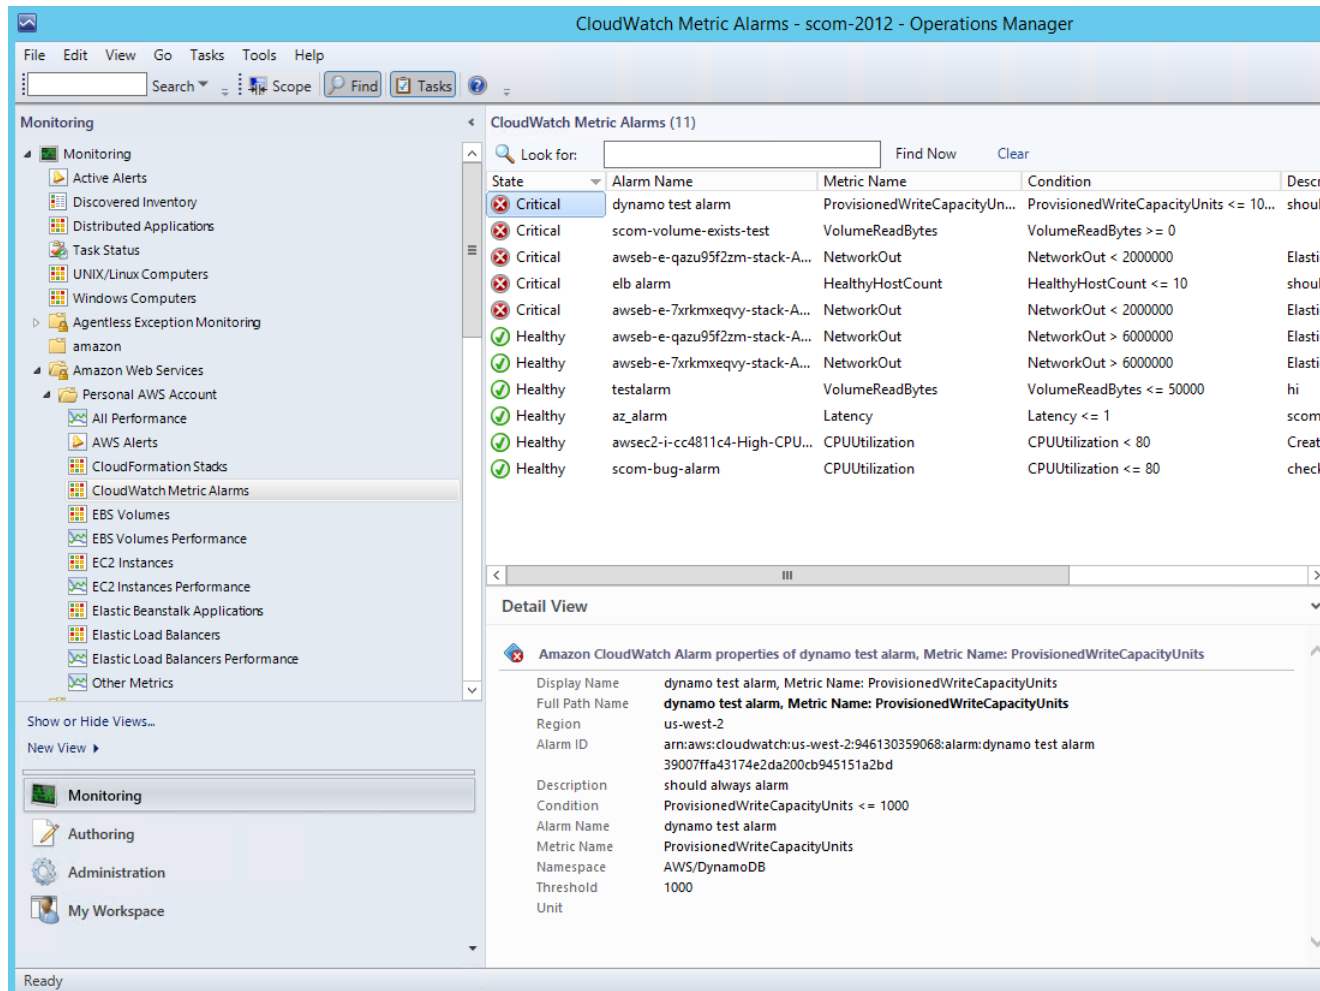 CloudWatch Metric Alarms - scom-2012 - Operations Manager
File Edit View Go Tasks Tools Help
Search Scope Find Tasks
Monitoring
Monitoring
Active Alerts
Discovered Inventory
Distributed Applications
Task Status
UNIX/Linux Computers
Windows Computers
Agentless Exception Monitoring
amazon
Amazon Web Services
Personal AWS Account
All Performance
AWS Alerts
CloudFormation Stacks
CloudWatch Metric Alarms
EBS Volumes
EBS Volumes Performance
EC2 Instances
EC2 Instances Performance
Elastic Beanstalk Applications
Elastic Load Balancers
Elastic Load Balancers Performance
Other Metrics
Show or Hide Views...
New View
Monitoring
Authoring
Administration
My Workspace
CloudWatch Metric Alarms (11)
Look for: Find Now Clear
State Alarm Name Metric Name Condition Descr
Critical dynamo test alarm ProvisionedWriteCapacityUn... ProvisionedWriteCapacityUnits <= 10... shoul
Critical scom-volume-exists-test VolumeReadBytes VolumeReadBytes >= 0
Critical awseb-e-qazu95f2zm-stack-A... NetworkOut NetworkOut < 2000000 Elasti
Critical elb alarm HealthyHostCount HealthyHostCount <= 10 shoul
Critical awseb-e-7xrkmxeqvy-stack-A... NetworkOut NetworkOut < 2000000 Elasti
Healthy awseb-e-qazu95f2zm-stack-A... NetworkOut NetworkOut > 6000000 Elasti
Healthy awseb-e-7xrkmxeqvy-stack-A... NetworkOut NetworkOut > 6000000 Elasti
Healthy testalarm VolumeReadBytes VolumeReadBytes <= 50000 hi
Healthy az_alarm Latency Latency <= 1 scom
Healthy awsec2-i-cc4811c4-High-CPU... CPUUtilization CPUUtilization < 80 Creat
Healthy scom-bug-alarm CPUUtilization CPUUtilization <= 80 check
Detail View
Amazon CloudWatch Alarm properties of dynamo test alarm, Metric Name: ProvisionedWriteCapacityUnits
Display Name dynamo test alarm, Metric Name: ProvisionedWriteCapacityUnits
Full Path Name dynamo test alarm, Metric Name: ProvisionedWriteCapacityUnits
Region us-west-2
Alarm ID arn:aws:cloudwatch:us-west-2:946130359068:alarm:dynamo test alarm
39007ffa43174e2da200cb945151a2bd
Description should always alarm
Condition ProvisionedWriteCapacityUnits <= 1000
Alarm Name dynamo test alarm
Metric Name ProvisionedWriteCapacityUnits
Namespace AWS/DynamoDB
Threshold 1000
Unit
Ready